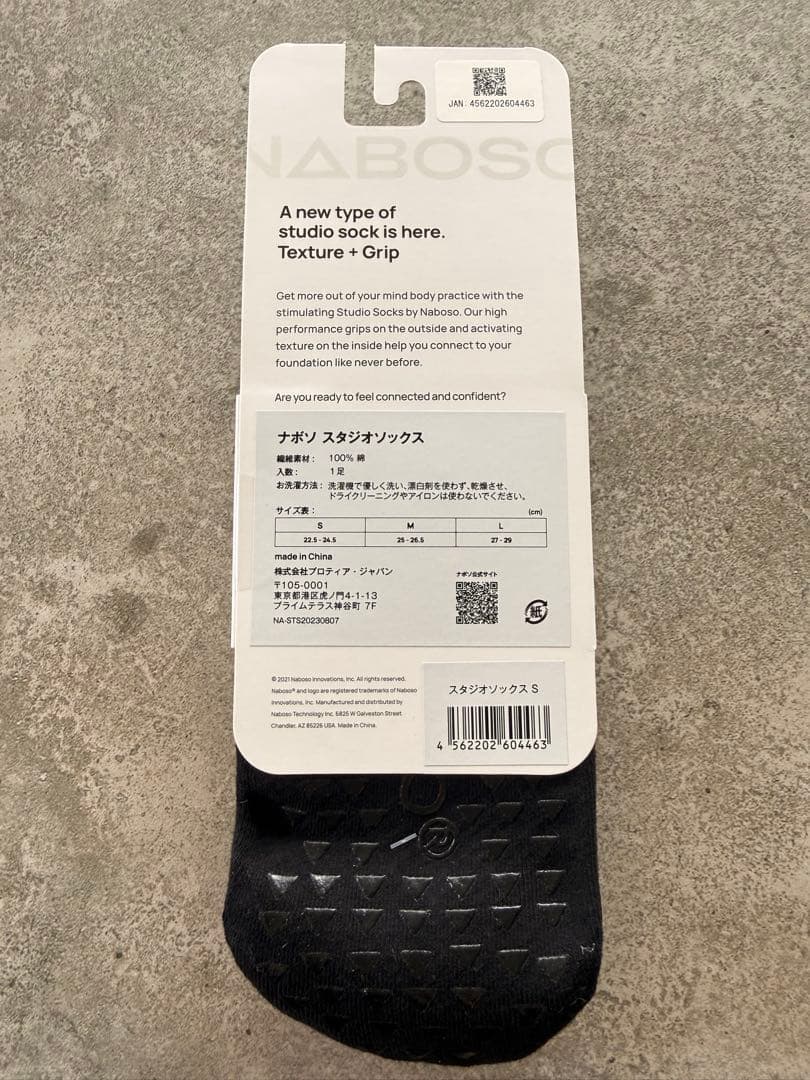 JAN: 4562202604463
NABOSO
A new type of
studio sock is here.
Texture + Grip
Get more out of your mind body practice with the
stimulating Studio Socks by Naboso. Our high
performance grips on the outside and activating
texture on the inside help you connect to your
foundation like never before.
Are you ready to feel connected and confident?
ナボソ スタジオソックス
繊維素材： 100% 綿
入数： 1 足
お洗濯方法： 洗濯機で優しく洗い、漂白剤を使わず、乾燥させ、
ドライクリーニングやアイロンは使わないでください。
サイズ表： (cm)
S M L
22.5 - 24.5 25 - 26.5 27 - 29
made in China
株式会社プロティア・ジャパン
〒105-0001
東京都港区虎ノ門4-1-13
プライムテラス神谷町 7F
NA-STS20230807
ナボソ公式サイト
紙
© 2021 Naboso Innovations, Inc. All rights reserved.
Naboso® and logo are registered trademarks of Naboso
Innovations, Inc. Manufactured and distributed by
Naboso Technology Inc. 5825 W Galveston Street
Chandler, AZ 85226 USA. Made in China.
スタジオソックス S
4 562202 604463
R